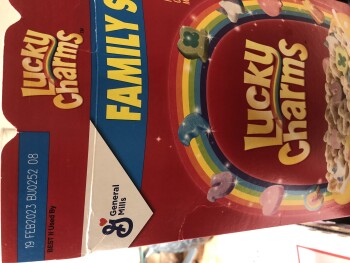 Lucky
Charms
19 FEB2023 BU0252 08
BEST If Used By
FAMILY S
General
Mills
Lucky
Charms